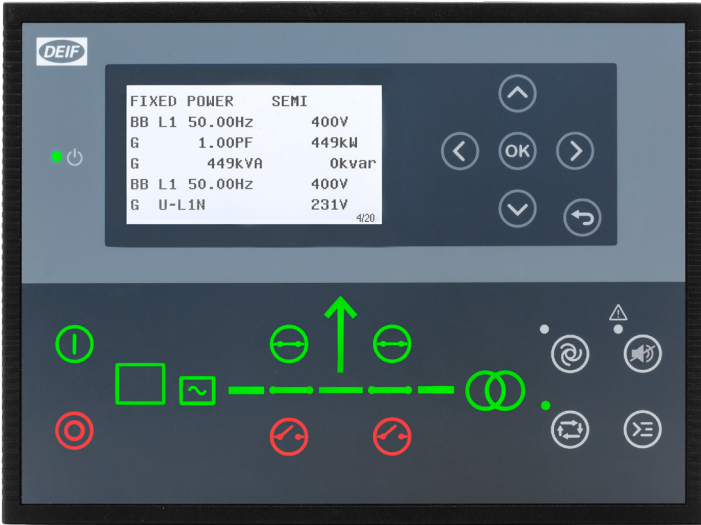 DEIF
FIXED POWER SEMI
BB L1 50.00Hz 400V
G 1.00PF 449kW
G 449kVA 0kvar
BB L1 50.00Hz 400V
G U-L1N 231V
4/20
OK